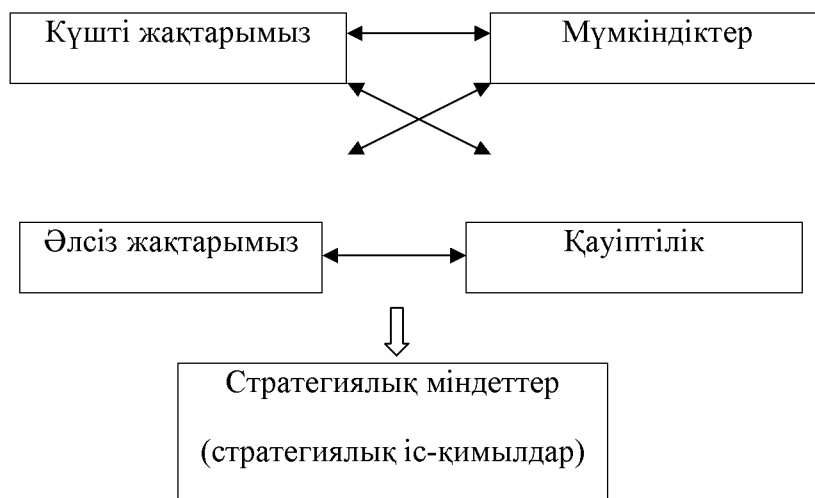 Күшті жақтарымыз
Мүмкіндіктер
Әлсіз жақтарымыз
Қауіптілік
Стратегиялық міндеттер
(стратегиялық іс-қимылдар)